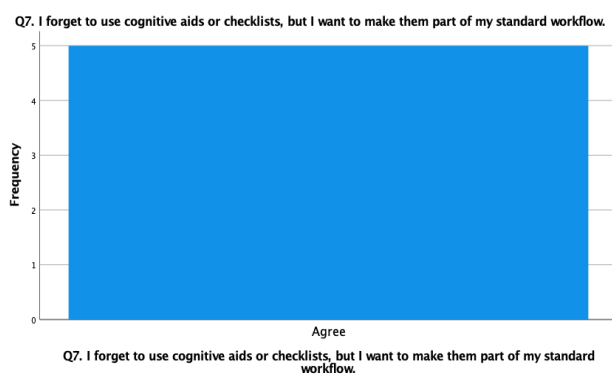 Q7. I forget to use cognitive aids or checklists, but I want to make them part of my standard workflow.
5
4
3
2
1
0
Frequency
Agree
Q7. I forget to use cognitive aids or checklists, but I want to make them part of my standard
workflow.